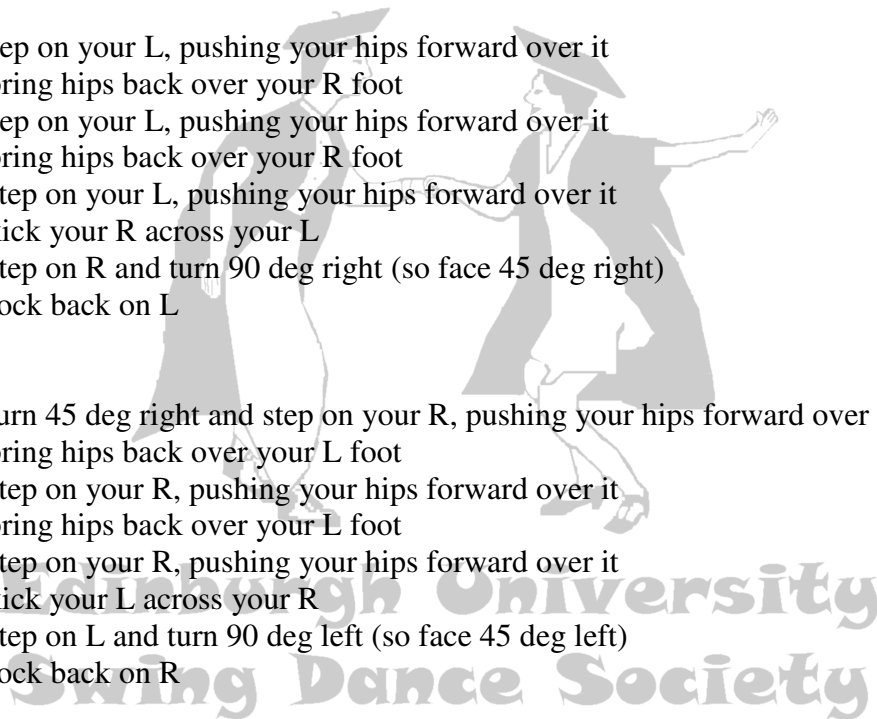 ep on your L, pushing your hips forward over it
ring hips back over your R foot
ep on your L, pushing your hips forward over it
ring hips back over your R foot
tep on your L, pushing your hips forward over it
ick your R across your L
tep on R and turn 90 deg right (so face 45 deg right)
ock back on L
urn 45 deg right and step on your R, pushing your hips forward over
ring hips back over your L foot
tep on your R, pushing your hips forward over it
ring hips back over your L foot
tep on your R, pushing your hips forward over it
ick your L across your R
tep on L and turn 90 deg left (so face 45 deg left)
ock back on R
Edinburgh University
Swing Dance Society